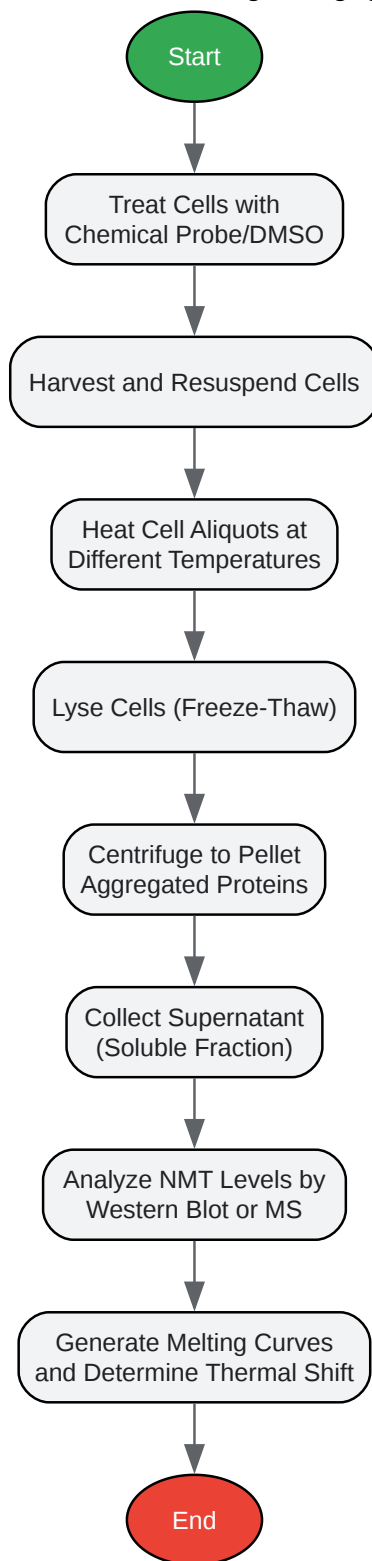 Start
Treat Cells with
Chemical Probe/DMSO
Harvest and Resuspend Cells
Heat Cell Aliquots at
Different Temperatures
Lyse Cells (Freeze-Thaw)
Centrifuge to Pellet
Aggregated Proteins
Collect Supernatant
(Soluble Fraction)
Analyze NMT Levels by
Western Blot or MS
Generate Melting Curves
and Determine Thermal Shift
End